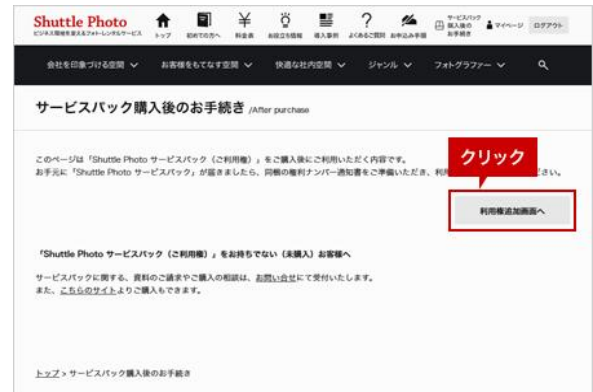 Shuttle Photo
ビジネス環境を変えるフォト・レンタルサービス
トップ
初めての方へ
料金表
お役立ち情報
導入事例
よくあるご質問
お申込み手順
サービスパック
購入後の
お手続き
マイページ
ログアウト
会社を印象づける空間
お客様をもてなす空間
快適な社内空間
ジャンル
フォトグラファー
サービスパック購入後のお手続き /After purchase
このページは「Shuttle Photo サービスパック（ご利用権）」をご購入後にご利用いただく内容です。
お手元に「Shuttle Photo サービスパック」が届きましたら、同梱の権利ナンバー通知書をご準備いただき、利用
ださい。
クリック
利用権追加画面へ
「Shuttle Photo サービスパック（ご利用権）」をお持ちでない（未購入）お客様へ
サービスパックに関する、資料のご請求やご購入の相談は、お問い合せにて受付いたします。
また、こちらのサイトよりご購入もできます。
トップ > サービスパック購入後のお手続き